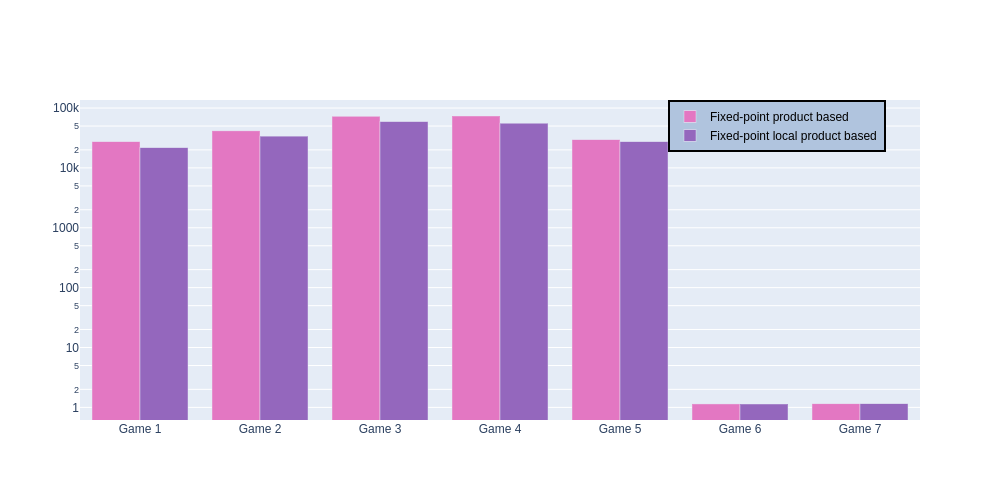 100k
5
2
10k
5
2
1000
5
2
100
5
2
10
5
2
1
Fixed-point product based
Fixed-point local product based
Game 1
Game 2
Game 3
Game 4
Game 5
Game 6
Game 7